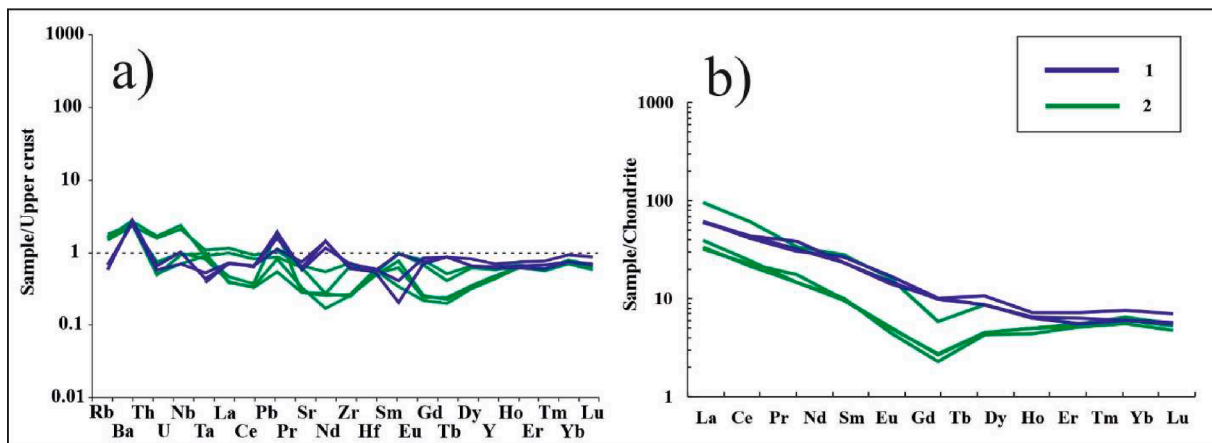 a)
Sample/Upper crust
1000
100
10
1
0.1
0.01
Rb Th Nb La Pb Sr Zr Sm Gd Dy Ho Tm Lu
Ba U Ta Ce Pr Nd Hf Eu Tb Y Er Yb
b)
1
2
Sample/Chondrite
1000
100
10
1
La Ce Pr Nd Sm Eu Gd Tb Dy Ho Er Tm Yb Lu